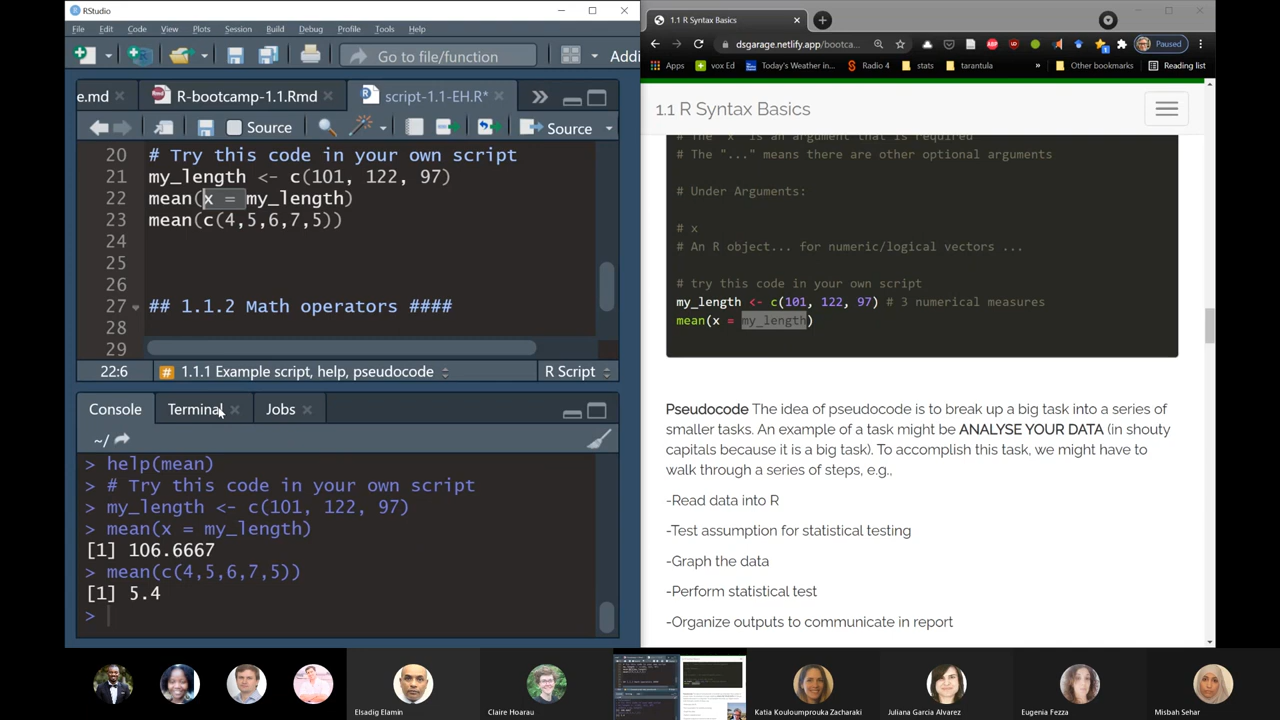 RStudio
File Edit Code View Plots Session Build Debug Profile Tools Help
Go to file/function Addi
e.md R-bootcamp-1.1.Rmd script-1.1-EH.R*
Source Source
20 # Try this code in your own script
21 my_length <- c(101, 122, 97)
22 mean(x = my_length)
23 mean(c(4,5,6,7,5))
24
25
26
27 ## 1.1.2 Math operators ####
28
29
22:6 # 1.1.1 Example script, help, pseudocode R Script
Console Terminal Jobs
~/
> help(mean)
> # Try this code in your own script
> my_length <- c(101, 122, 97)
> mean(x = my_length)
[1] 106.6667
> mean(c(4,5,6,7,5))
[1] 5.4
>
1.1 R Syntax Basics
dsgarage.netlify.app/bootca... Paused
Apps vox Ed Today's Weather in... Radio 4 stats tarantula » Other bookmarks Reading list
1.1 R Syntax Basics
# The "x" is an argument that is required
# The "..." means there are other optional arguments
# Under Arguments:
# x
# An R object... for numeric/logical vectors ...
# try this code in your own script
my_length <- c(101, 122, 97) # 3 numerical measures
mean(x = my_length)
Pseudocode The idea of pseudocode is to break up a big task into a series of
smaller tasks. An example of a task might be ANALYSE YOUR DATA (in shouty
capitals because it is a big task). To accomplish this task, we might have to
walk through a series of steps, e.g.,
-Read data into R
-Test assumption for statistical testing
-Graph the data
-Perform statistical test
-Organize outputs to communicate in report
Claire Hoarau
Katia Kouloumprouka Zacharaki
Juliana Garcia Alvarez
Eugenia Fezza
Misbah Sehar